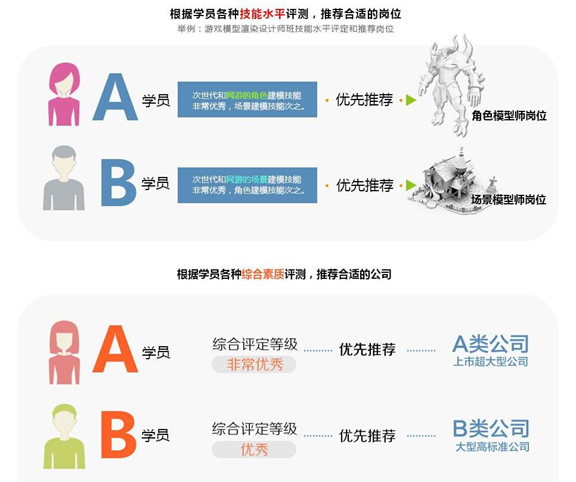 根据学员各种技能水平评测，推荐合适的岗位
举例：游戏模型渲染设计师班技能水平评定和推荐岗位
A 学员
次世代和网游的角色建模技能
非常优秀，场景建模技能次之。
优先推荐
角色模型师岗位
B 学员
次世代和网游的场景建模技能
非常优秀，角色建模技能次之。
优先推荐
场景模型师岗位
根据学员各种综合素质评测，推荐合适的公司
A 学员
综合评定等级
非常优秀
优先推荐
A类公司
上市超大型公司
B 学员
综合评定等级
优秀
优先推荐
B类公司
大型高标准公司